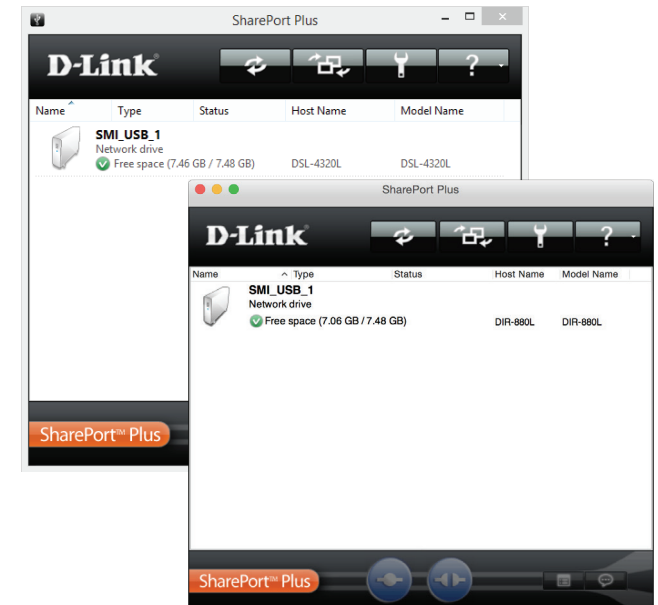 SharePort Plus
D-Link
?
Name Type Status Host Name Model Name
SMI_USB_1
Network drive
Free space (7.46 GB / 7.48 GB) DSL-4320L DSL-4320L
SharePort™ Plus
SharePort Plus
D-Link
?
Name Type Status Host Name Model Name
SMI_USB_1
Network drive
Free space (7.06 GB / 7.48 GB) DIR-880L DIR-880L
SharePort™ Plus